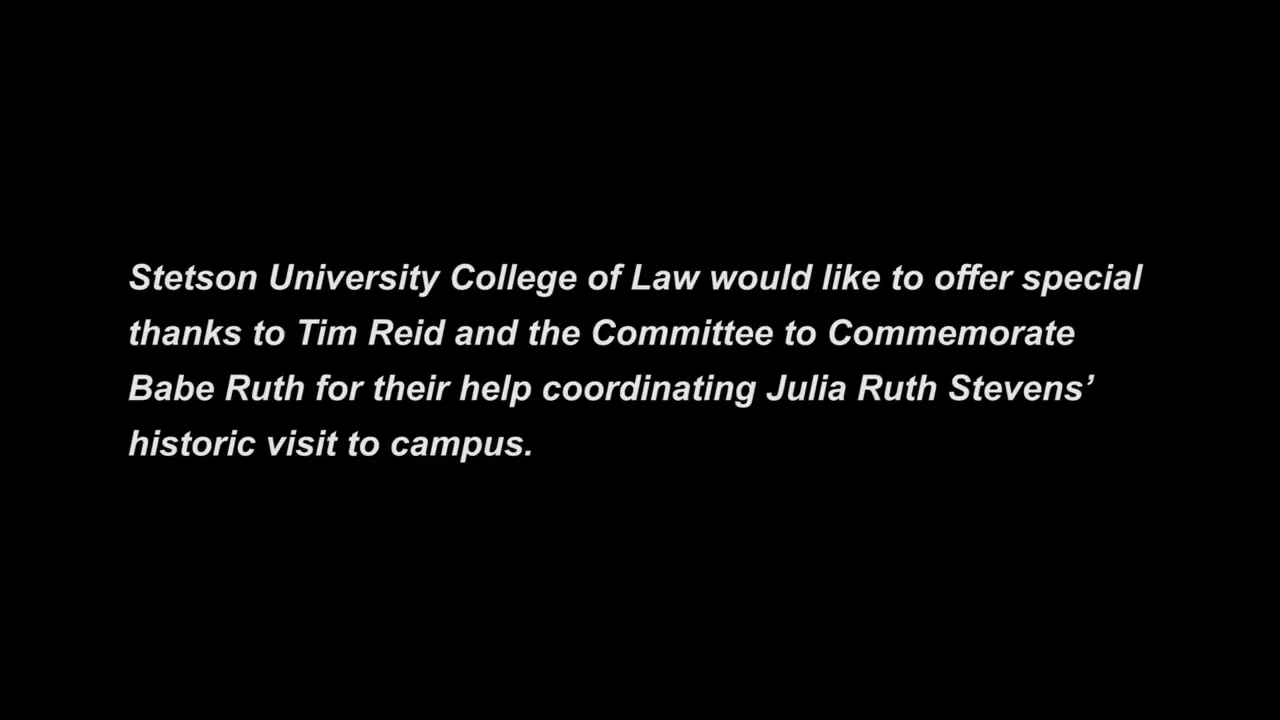 Stetson University College of Law would like to offer special
thanks to Tim Reid and the Committee to Commemorate
Babe Ruth for their help coordinating Julia Ruth Stevens’
historic visit to campus.